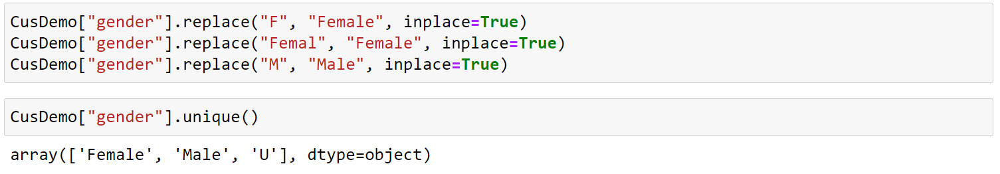 CusDemo["gender"].replace("F", "Female", inplace=True)
CusDemo["gender"].replace("Femal", "Female", inplace=True)
CusDemo["gender"].replace("M", "Male", inplace=True)
CusDemo["gender"].unique()
array(['Female', 'Male', 'U'], dtype=object)